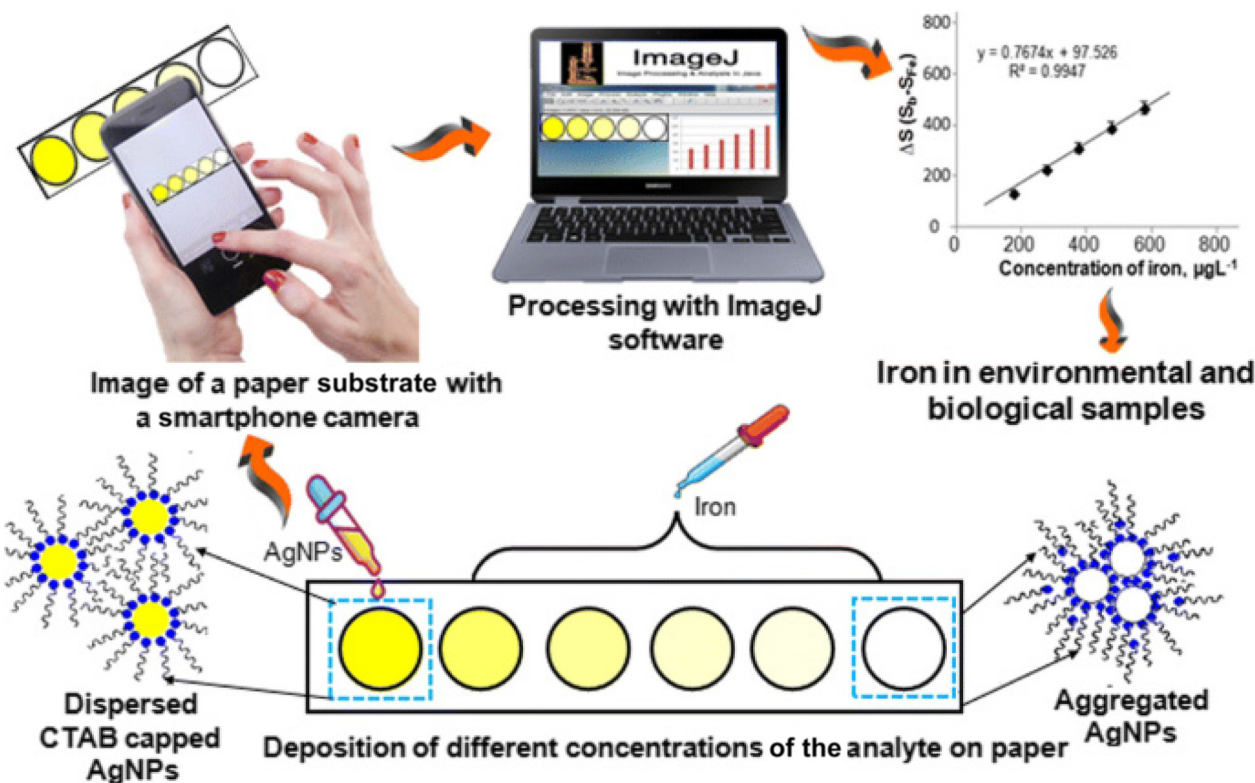 ImageJ
Image Processing & Analysis in Java
SAMSUNG
800
600
400
200
0
ΔS (Sb-SFe)
y = 0.7674x + 97.526
R² = 0.9947
0
200
400
600
800
Concentration of iron, µgL⁻¹
Processing with ImageJ
software
Image of a paper substrate with
a smartphone camera
Iron in environmental and
biological samples
AgNPs
Iron
Dispersed
CTAB capped
AgNPs
Deposition of different concentrations of the analyte on paper
Aggregated
AgNPs